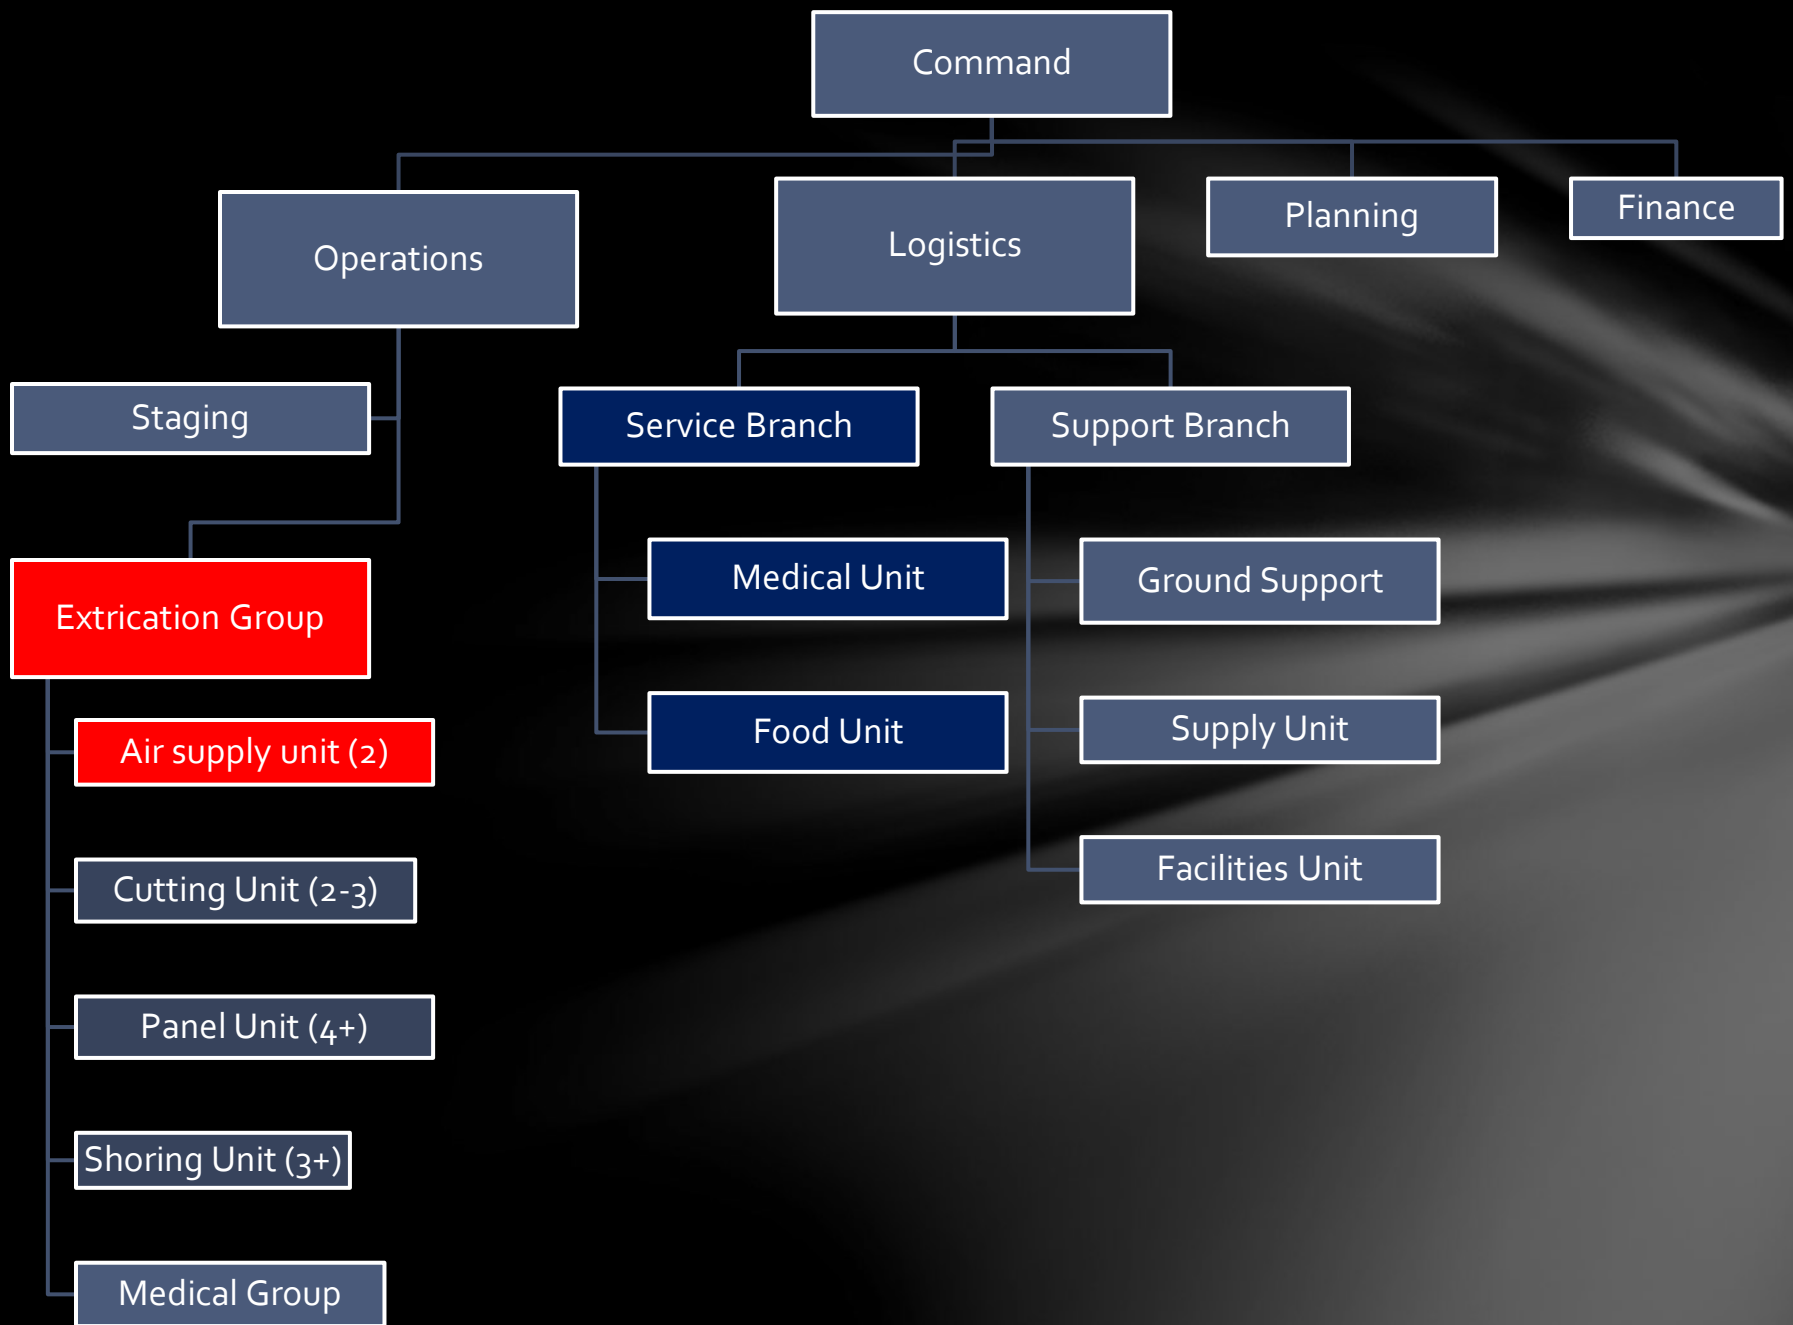 Command
Operations
Logistics
Planning
Finance
Staging
Service Branch
Support Branch
Extrication Group
Medical Unit
Ground Support
Air supply unit (2)
Food Unit
Supply Unit
Cutting Unit (2-3)
Facilities Unit
Panel Unit (4+)
Shoring Unit (3+)
Medical Group